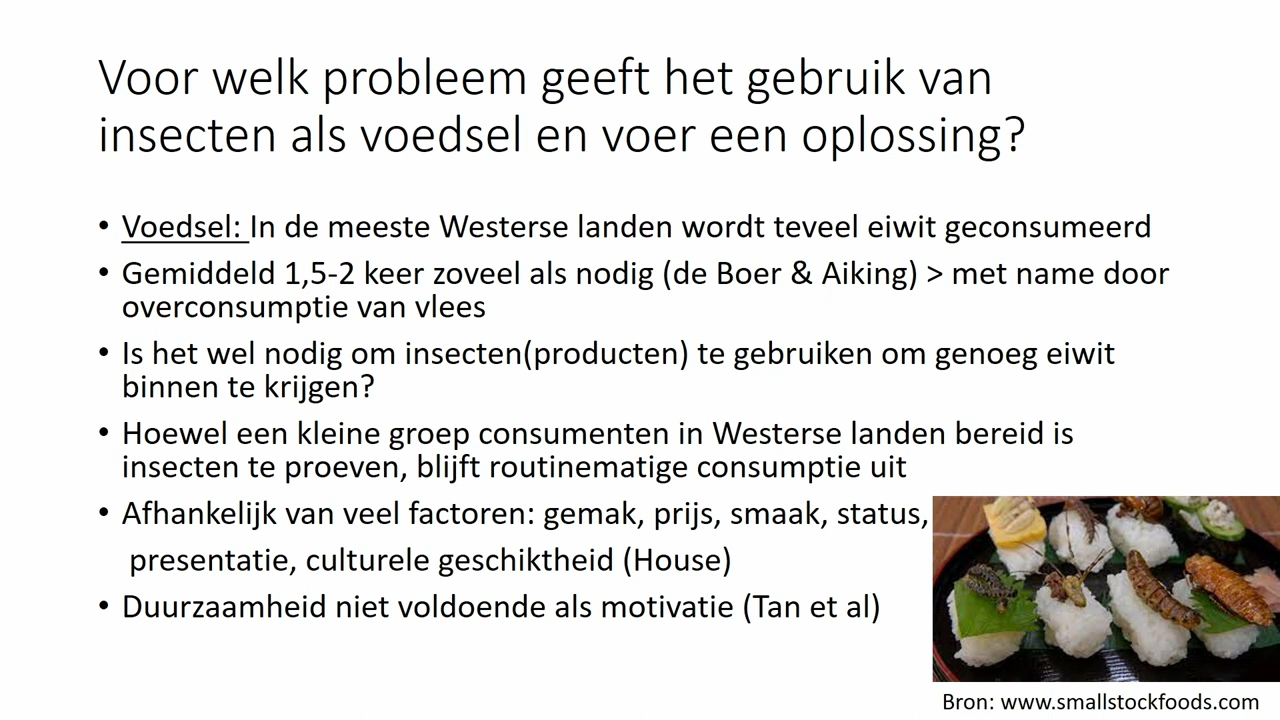 Voor welk probleem geeft het gebruik van
insecten als voedsel en voer een oplossing?
• Voedsel: In de meeste Westerse landen wordt teveel eiwit geconsumeerd
• Gemiddeld 1,5-2 keer zoveel als nodig (de Boer & Aiking) > met name door
overconsumptie van vlees
• Is het wel nodig om insecten(producten) te gebruiken om genoeg eiwit
binnen te krijgen?
• Hoewel een kleine groep consumenten in Westerse landen bereid is
insecten te proeven, blijft routinematige consumptie uit
• Afhankelijk van veel factoren: gemak, prijs, smaak, status,
presentatie, culturele geschiktheid (House)
• Duurzaamheid niet voldoende als motivatie (Tan et al)
Bron: www.smallstockfoods.com